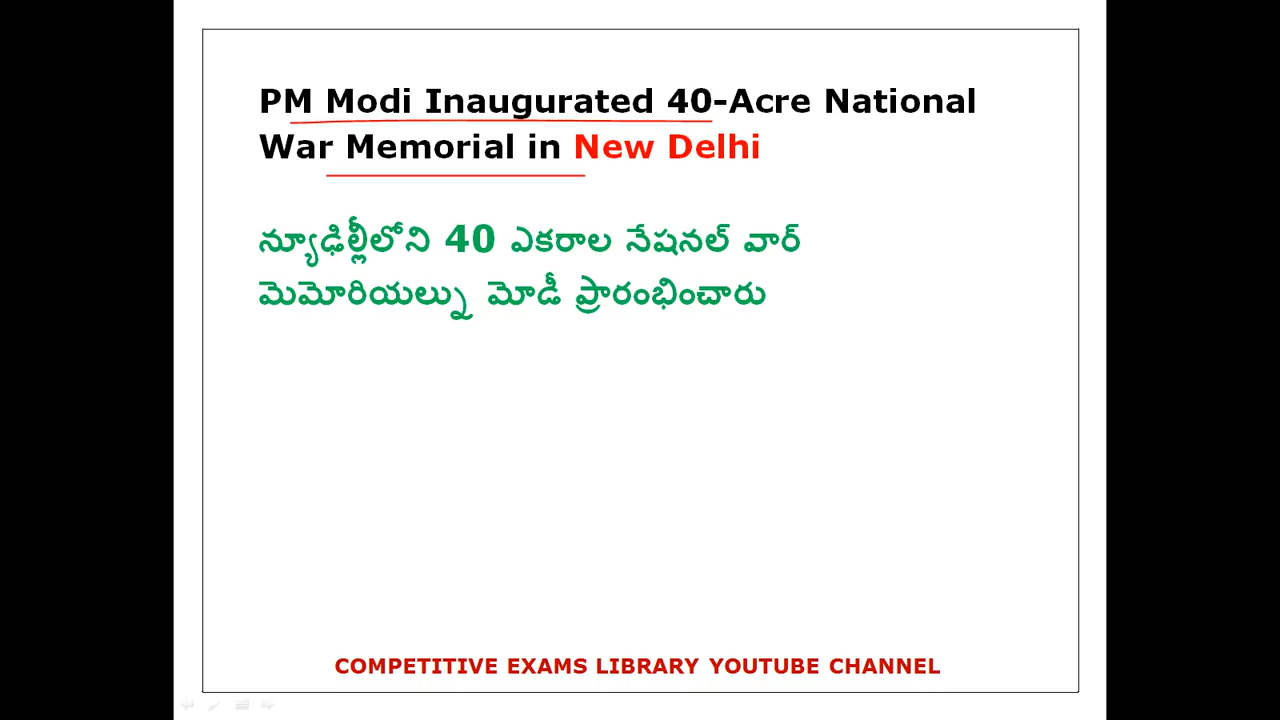 PM Modi Inaugurated 40-Acre National
War Memorial in New Delhi
న్యూఢిల్లీలోని 40 ఎకరాల నేషనల్ వార్
మెమోరియల్ను మోడీ ప్రారంభించారు
COMPETITIVE EXAMS LIBRARY YOUTUBE CHANNEL